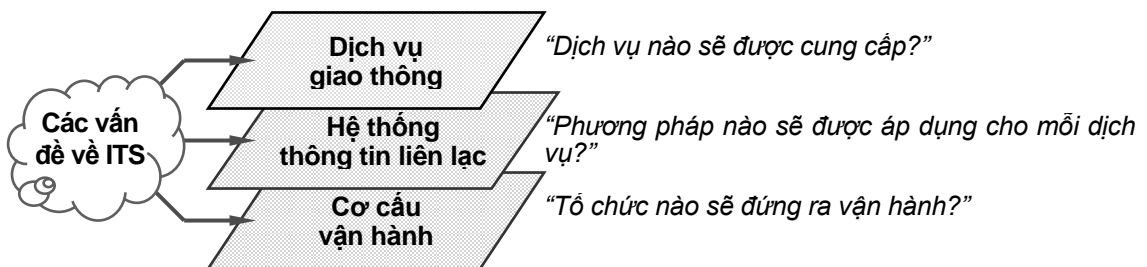 Dịch vụ
giao thông
“Dịch vụ nào sẽ được cung cấp?”
Các vấn
đề về ITS
Hệ thống
thông tin liên lạc
“Phương pháp nào sẽ được áp dụng cho mỗi dịch
vụ?”
Cơ cấu
vận hành
“Tổ chức nào sẽ đứng ra vận hành?”